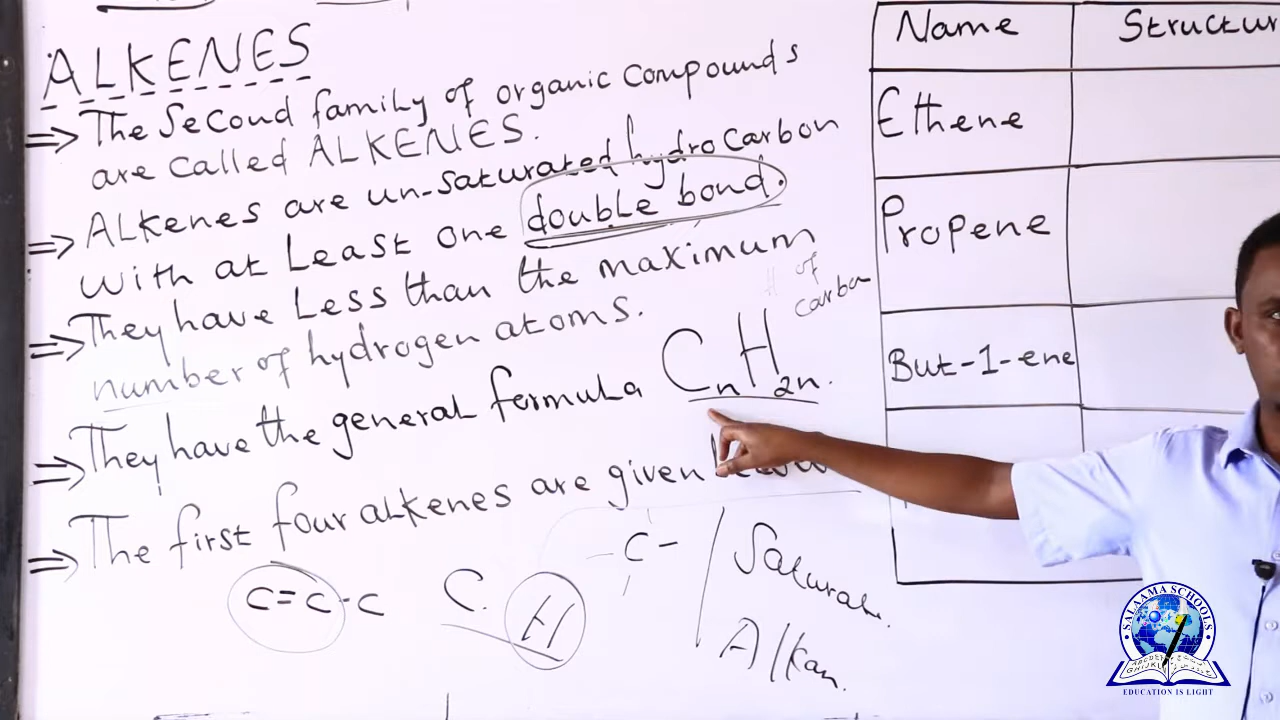 ALKENES
⇒ The Second family of organic compounds
are called ALKENES.
⇒ Alkenes are un-saturated hydrocarbon
with at Least one double bond.
⇒ They have Less than the maximum
number of hydrogen atoms.
⇒ They have the general formula CnH2n.
⇒ The first four alkenes are given
of
carbon
C=C-C
C.
H
-C-
Saturat
Alkan.
Name
Structur
Ethene
Propene
But-1-ene
SALAAMA SCHOOLS
EDUCATION IS LIGHT